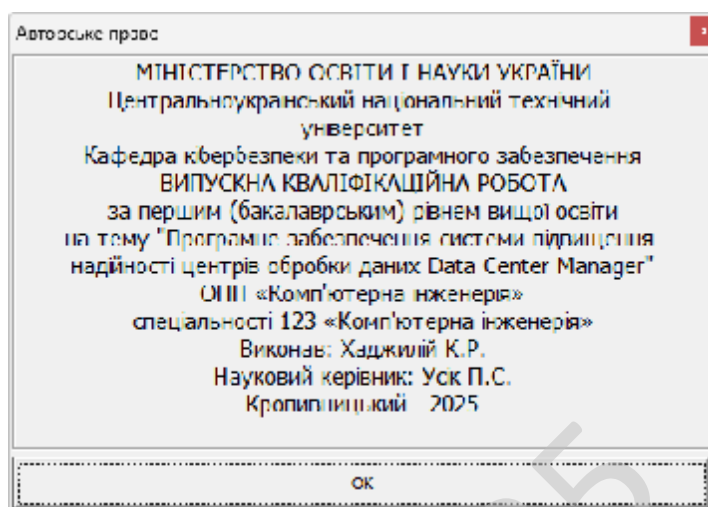 Авторське право
МІНІСТЕРСТВО ОСВІТИ І НАУКИ УКРАЇНИ
Центральноукраїнський національний технічний
університет
Кафедра кібербезпеки та програмного забезпечення
ВИПУСКНА КВАЛІФІКАЦІЙНА РОБОТА
за першим (бакалаврським) рівнем вищої освіти
на тему "Програмне забезпечення системи підвищення
надійності центрів обробки даних Data Center Manager"
ОПП «Комп'ютерна інженерія»
спеціальності 123 «Комп'ютерна інженерія»
Виконав: Хаджилій К.Р.
Науковий керівник: Усік П.С.
Кропивницький 2025
ОК